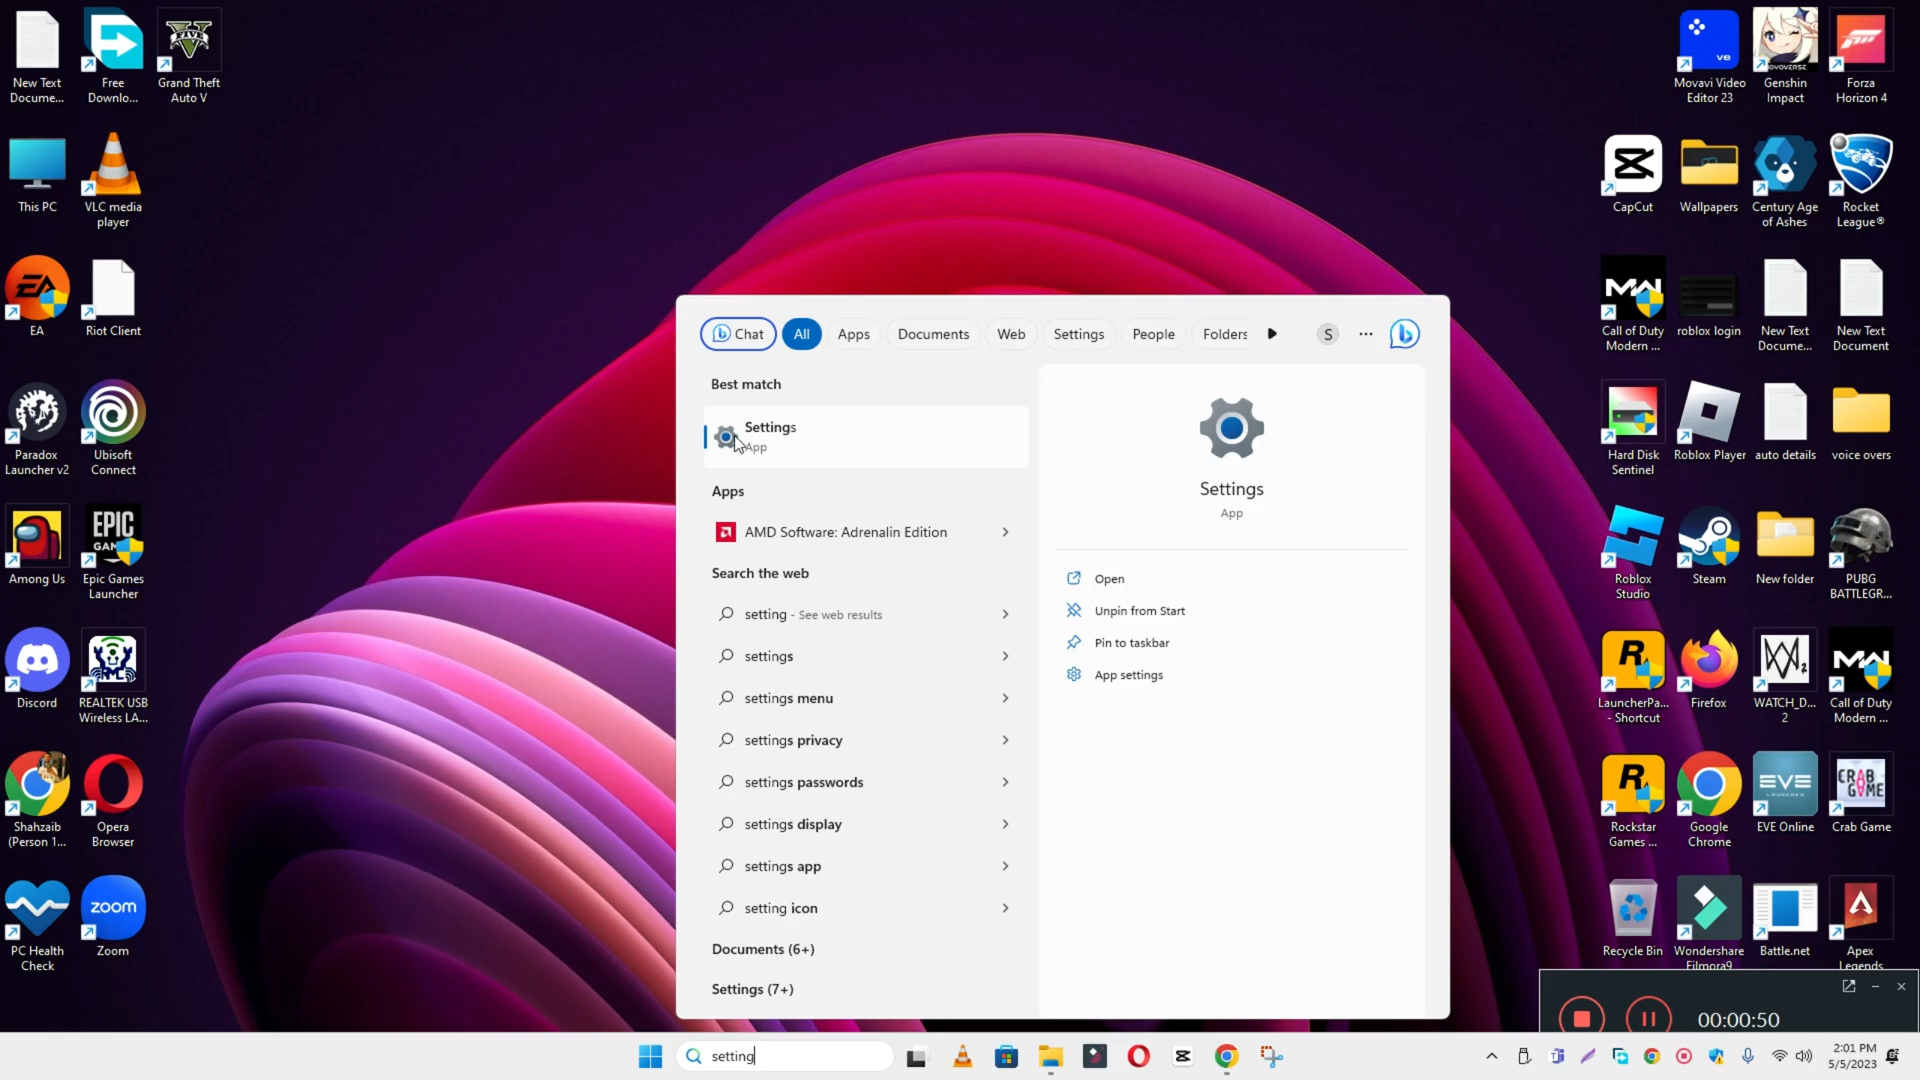 New Text
Docume...
Free
Downlo...
Grand Theft
Auto V
This PC
VLC media
player
EA
EA
Riot Client
Paradox
Launcher v2
Ubisoft
Connect
Among Us
EPIC
GAM
Epic Games
Launcher
Discord
REALTEK USB
Wireless LA...
Shahzaib
(Person 1...
Opera
Browser
PC Health
Check
zoom
Zoom
Chat
All
Apps
Documents
Web
Settings
People
Folders
S
Best match
Settings
App
Apps
AMD Software: Adrenalin Edition
Search the web
setting - See web results
settings
settings menu
settings privacy
settings passwords
settings display
settings app
setting icon
Documents (6+)
Settings (7+)
Settings
App
Open
Unpin from Start
Pin to taskbar
App settings
ve
Movavi Video
Editor 23
HOYOVERSE
Genshin
Impact
Forza
Horizon 4
CapCut
Wallpapers
Century Age
of Ashes
Rocket
League®
Call of Duty
Modern ...
roblox login
New Text
Docume...
New Text
Document
Hard Disk
Sentinel
Roblox Player
auto details
voice overs
Roblox
Studio
Steam
New folder
PUBG
BATTLEGR...
LauncherPa...
- Shortcut
Firefox
WATCH_D...
2
Call of Duty
Modern ...
Rockstar
Games ...
Google
Chrome
EVE
EVE Online
CRAB
GAME
Crab Game
Recycle Bin
Wondershare
Filmora9
Battle.net
Apex
Legends
00:00:50
setting
2:01 PM
5/5/2023